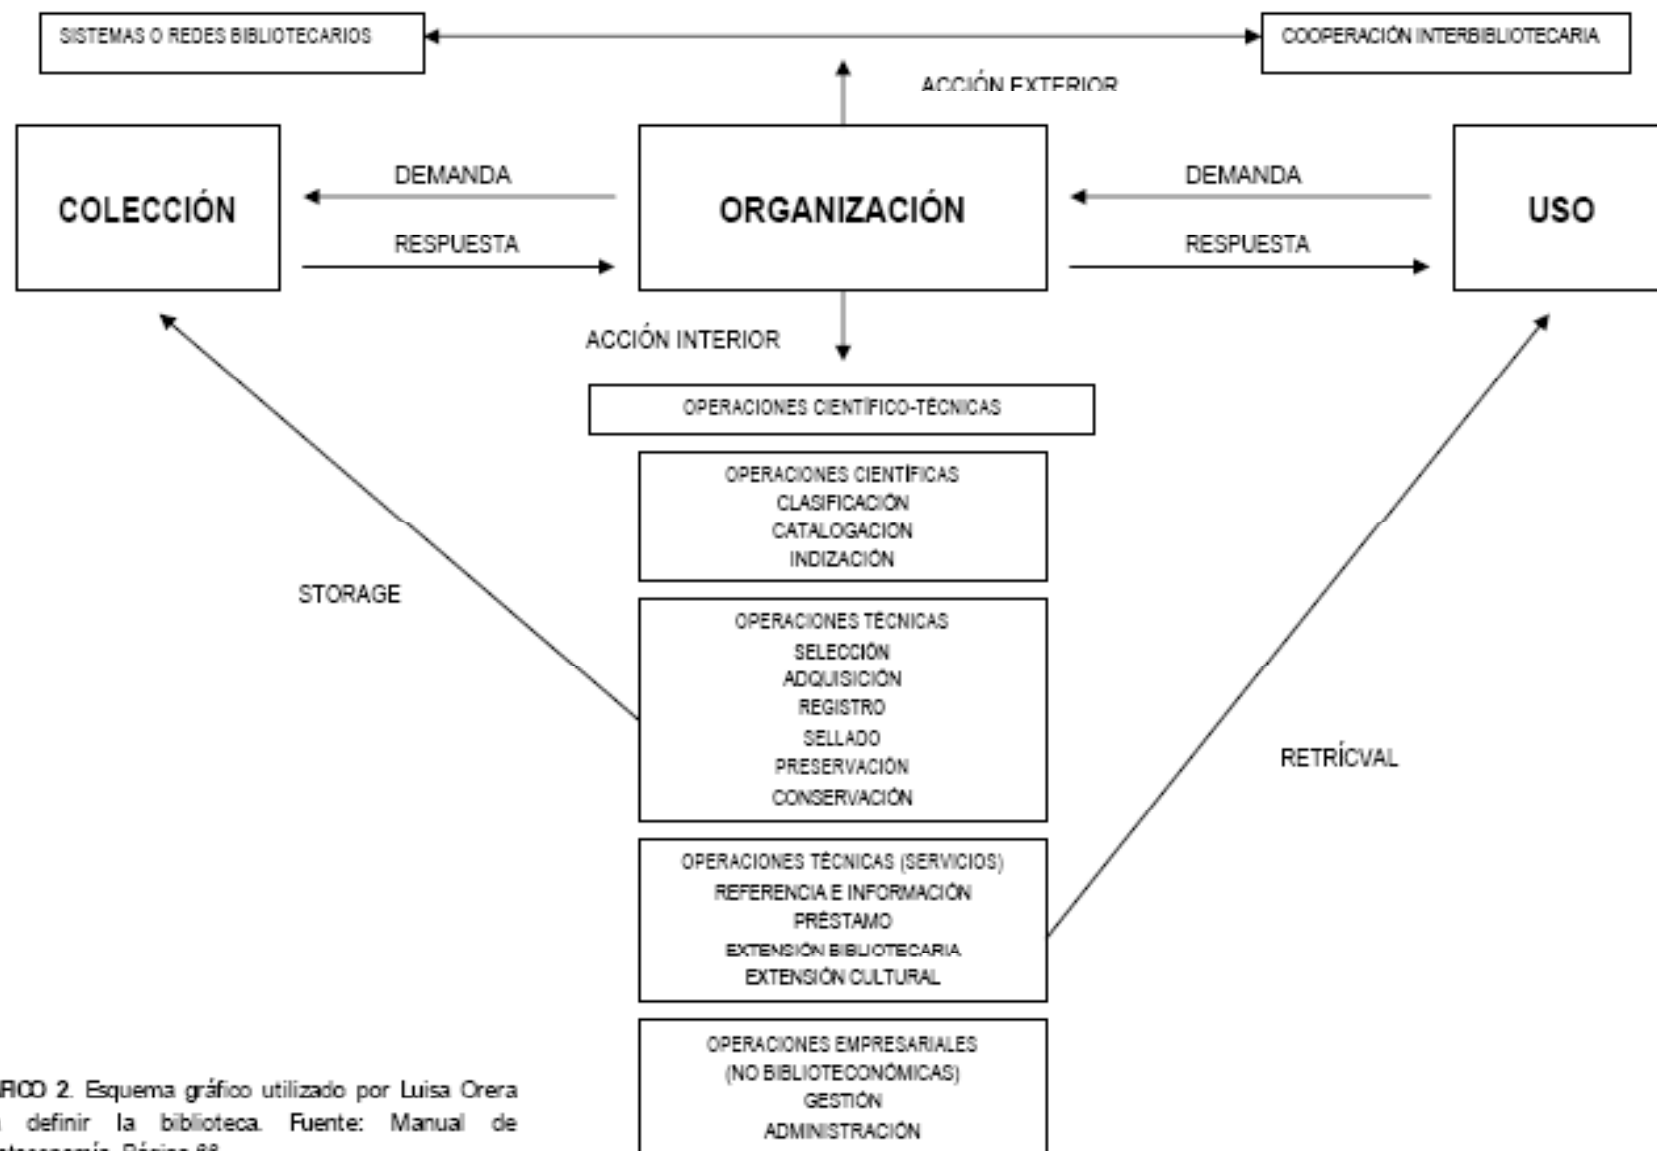 SISTEMAS O REDES BIBLIOTECARIOS
COOPERACIÓN INTERBIBLIOTECARIA
ACCIÓN EXTERIOR
COLECCIÓN
DEMANDA
RESPUESTA
ORGANIZACIÓN
DEMANDA
RESPUESTA
USO
ACCIÓN INTERIOR
OPERACIONES CIENTÍFICO-TÉCNICAS
OPERACIONES CIENTÍFICAS
CLASIFICACIÓN
CATALOGACION
INDIZACIÓN
STORAGE
OPERACIONES TÉCNICAS
SELECCIÓN
ADQUISICIÓN
REGISTRO
SELLADO
PRESERVACIÓN
CONSERVACIÓN
RETRÍCVAL
OPERACIONES TÉCNICAS (SERVICIOS)
REFERENCIA E INFORMACIÓN
PRÉSTAMO
EXTENSIÓN BIBLIOTECARIA
EXTENSIÓN CULTURAL
OPERACIONES EMPRESARIALES
(NO BIBLIOTECONÓMICAS)
GESTIÓN
ADMINISTRACIÓN
2. Esquema gráfico utilizado por Luisa Orera
definir la biblioteca. Fuente: Manual de
Página 66